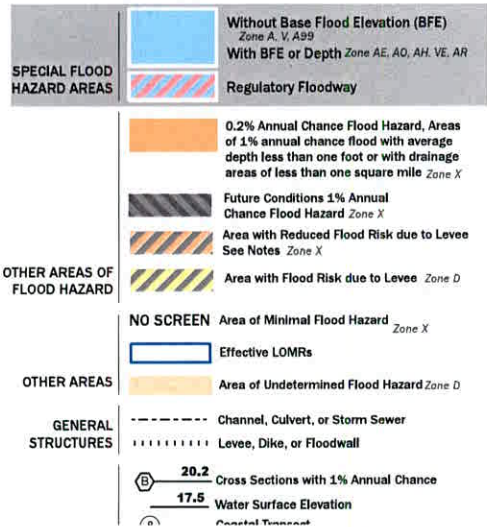 SPECIAL FLOOD
HAZARD AREAS
Without Base Flood Elevation (BFE)
Zone A, V, A99
With BFE or Depth Zone AE, AO, AH, VE, AR
Regulatory Floodway
OTHER AREAS OF
FLOOD HAZARD
0.2% Annual Chance Flood Hazard, Areas
of 1% annual chance flood with average
depth less than one foot or with drainage
areas of less than one square mile Zone X
Future Conditions 1% Annual
Chance Flood Hazard Zone X
Area with Reduced Flood Risk due to Levee
See Notes Zone X
Area with Flood Risk due to Levee Zone D
OTHER AREAS
NO SCREEN Area of Minimal Flood Hazard Zone X
Effective LOMRs
Area of Undetermined Flood Hazard Zone D
GENERAL
STRUCTURES
Channel, Culvert, or Storm Sewer
Levee, Dike, or Floodwall
B 20.2 Cross Sections with 1% Annual Chance
17.5 Water Surface Elevation
8 Coastal Transect